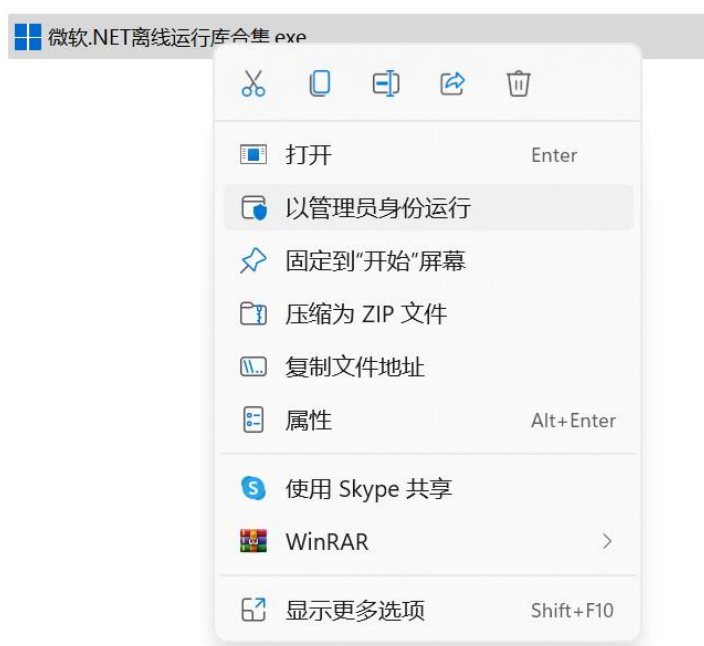 微软.NET离线运行库合集.exe
打开 Enter
以管理员身份运行
固定到"开始"屏幕
压缩为 ZIP 文件
复制文件地址
属性 Alt+Enter
使用 Skype 共享
WinRAR
显示更多选项 Shift+F10